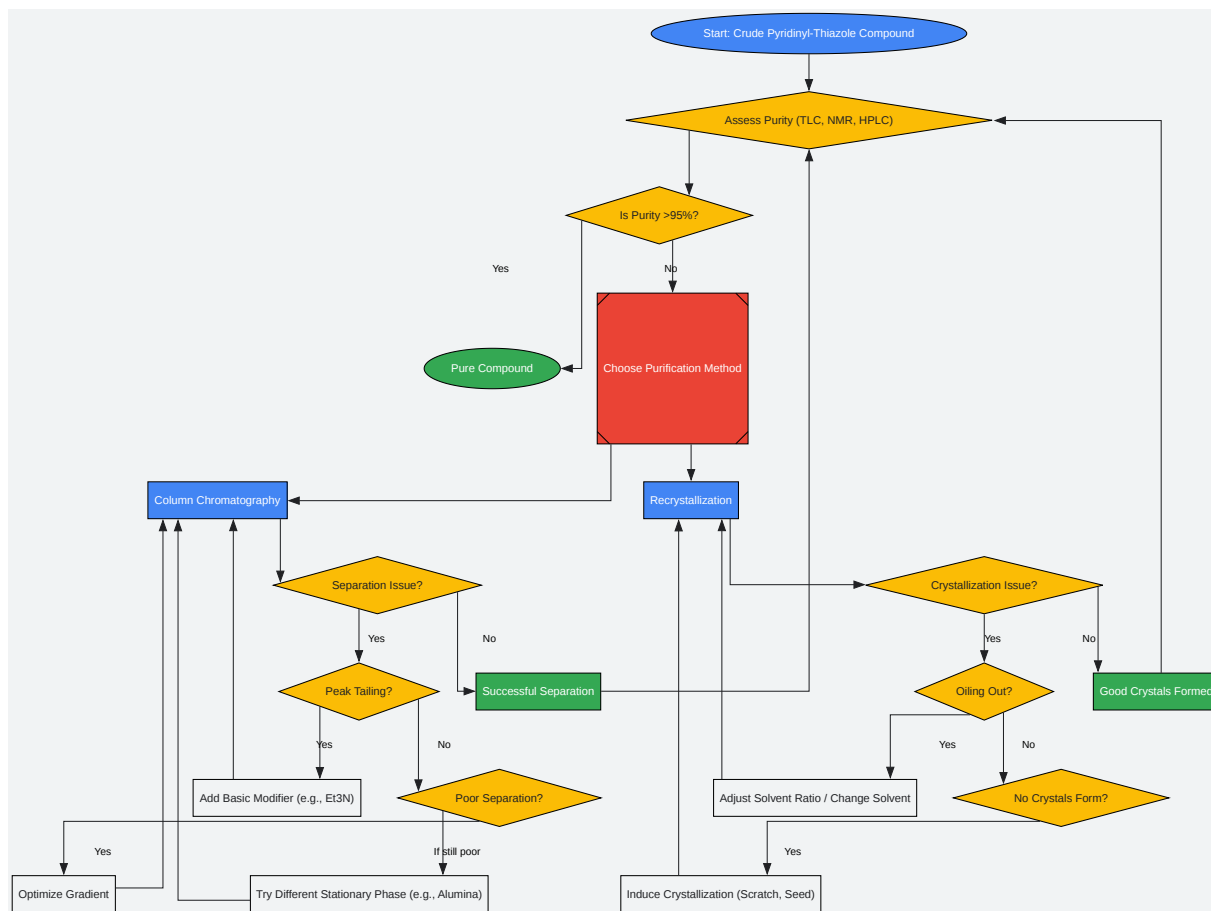 Start: Crude Pyridinyl-Thiazole Compound
Assess Purity (TLC, NMR, HPLC)
Is Purity >95%?
Yes
No
Pure Compound
Choose Purification Method
Column Chromatography
Recrystallization
Separation Issue?
Crystallization Issue?
Yes
No
Yes
No
Peak Tailing?
Successful Separation
Oiling Out?
Good Crystals Formed
Yes
No
Yes
No
Add Basic Modifier (e.g., Et3N)
Poor Separation?
Adjust Solvent Ratio / Change Solvent
No Crystals Form?
Yes
If still poor
Yes
Optimize Gradient
Try Different Stationary Phase (e.g., Alumina)
Induce Crystallization (Scratch, Seed)